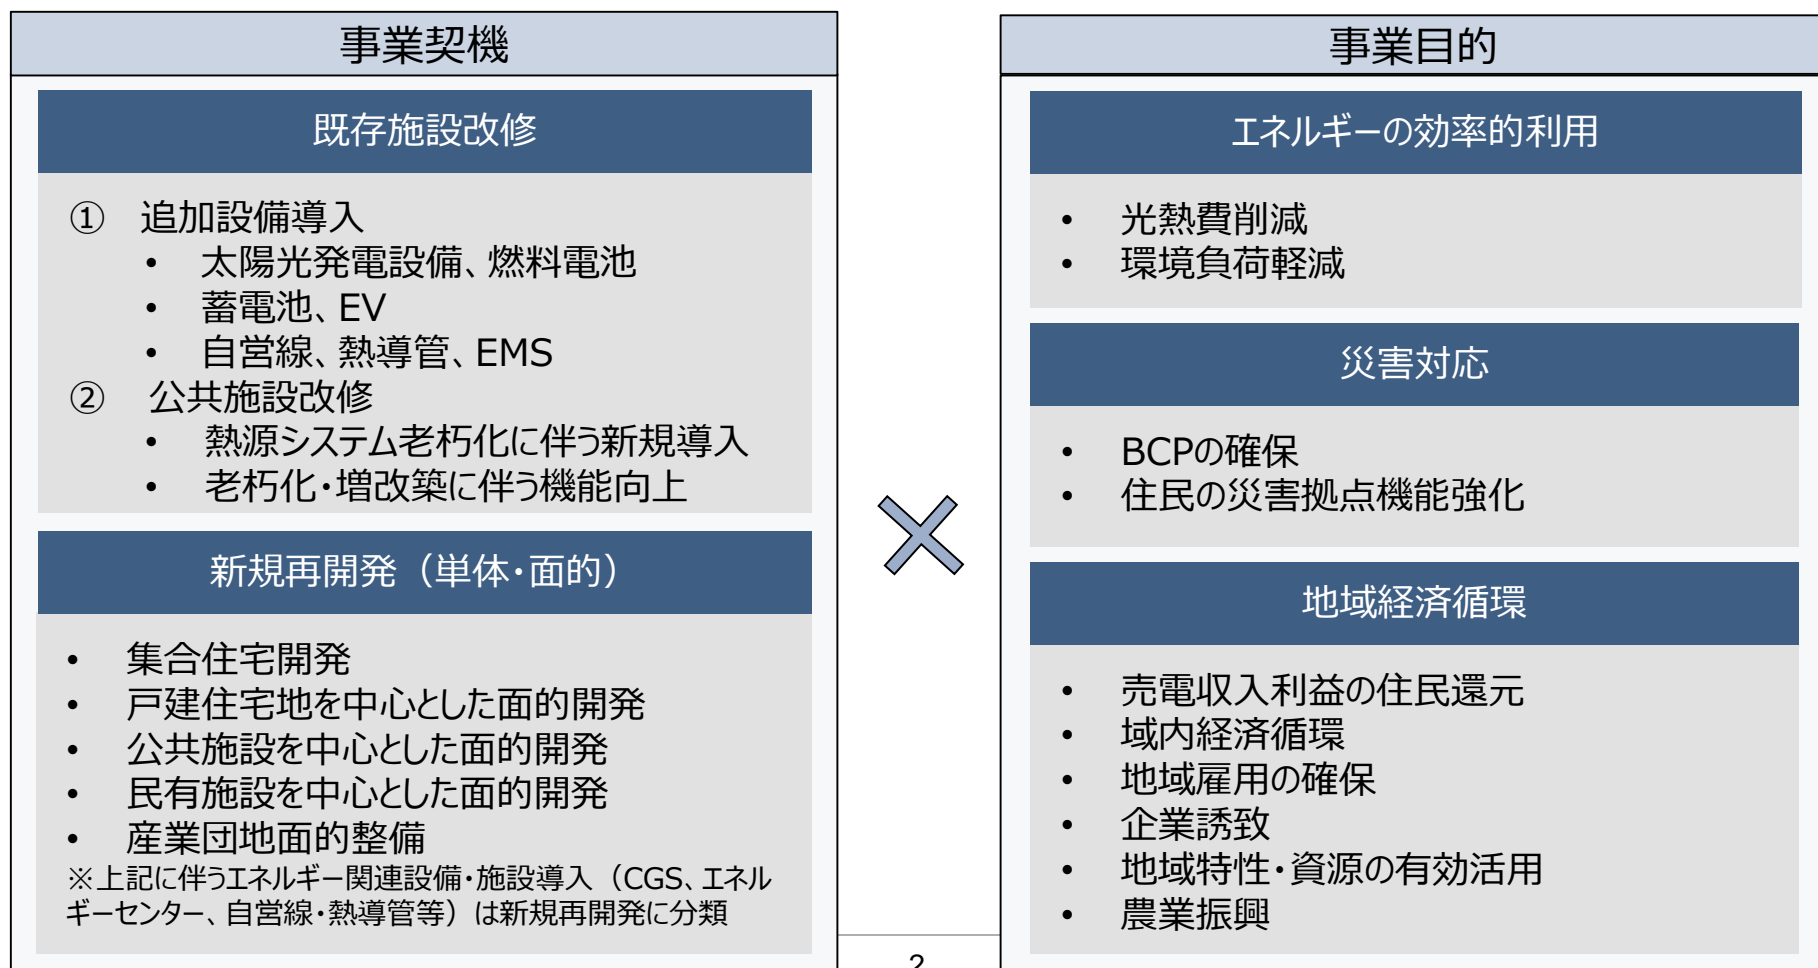 事業契機
既存施設改修
① 追加設備導入
• 太陽光発電設備、燃料電池
• 蓄電池、EV
• 自営線、熱導管、EMS
② 公共施設改修
• 熱源システム老朽化に伴う新規導入
• 老朽化・増改築に伴う機能向上
新規再開発（単体・面的）
• 集合住宅開発
• 戸建住宅地を中心とした面的開発
• 公共施設を中心とした面的開発
• 民有施設を中心とした面的開発
• 産業団地面的整備
※上記に伴うエネルギー関連設備・施設導入（CGS、エネル
ギーセンター、自営線・熱導管等）は新規再開発に分類
事業目的
エネルギーの効率的利用
• 光熱費削減
• 環境負荷軽減
災害対応
• BCPの確保
• 住民の災害拠点機能強化
地域経済循環
• 売電収入利益の住民還元
• 域内経済循環
• 地域雇用の確保
• 企業誘致
• 地域特性・資源の有効活用
• 農業振興
2